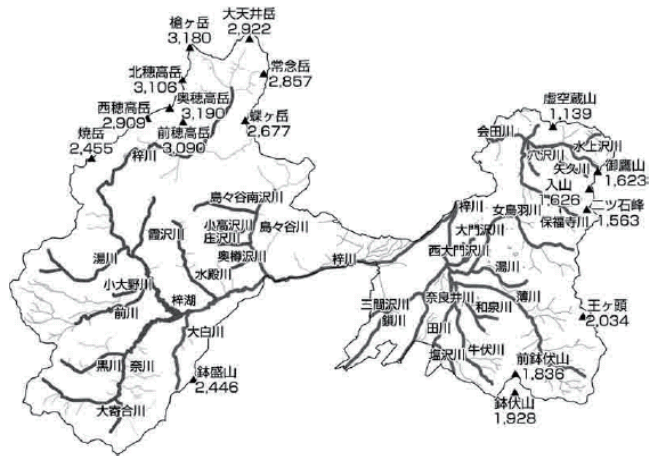 大天井岳
2,922
槍ヶ岳
3,180
常念岳
2,857
北穂高岳
3,106
奥穂高岳
3,190
西穂高岳
2,909
前穂高岳
3,090
蝶ヶ岳
2,677
焼岳
2,455
梓川
島々谷南沢川
小高沢川
庄沢川
島々谷川
奥樽沢川
霞沢川
水殿川
湯川
小大野川
前川
梓湖
大白川
黒川
奈川
大寄合川
鉢盛山
2,446
梓川
虚空蔵山
1,139
会田川
水上沢川
穴沢川
矢久川
御鷹山
1,623
入山
1,626
二ツ石峰
1,563
保福寺川
梓川
女鳥羽川
大門沢川
西大門沢川
湯川
三間沢川
奈良井川
薄川
鎖川
和泉川
田川
王ヶ頭
2,034
塩沢川
牛伏川
前鉢伏山
1,836
鉢伏山
1,928